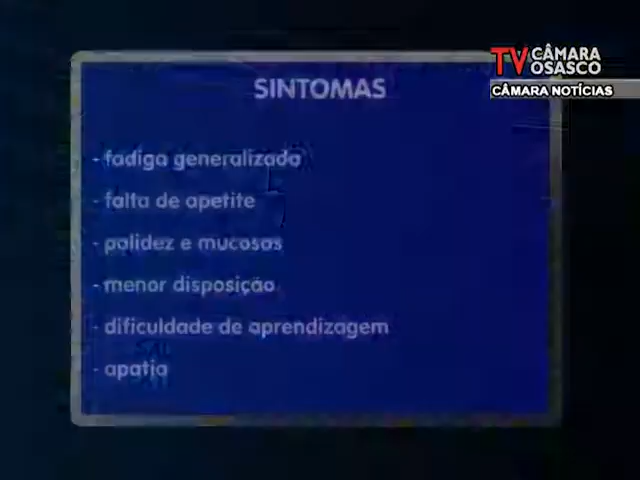 TV CÂMARA
OSASCO
CÂMARA NOTÍCIAS
SINTOMAS
- fadiga generalizada
- falta de apetite
- palidez e mucosas
- menor disposição
- dificuldade de aprendizagem
- apatia